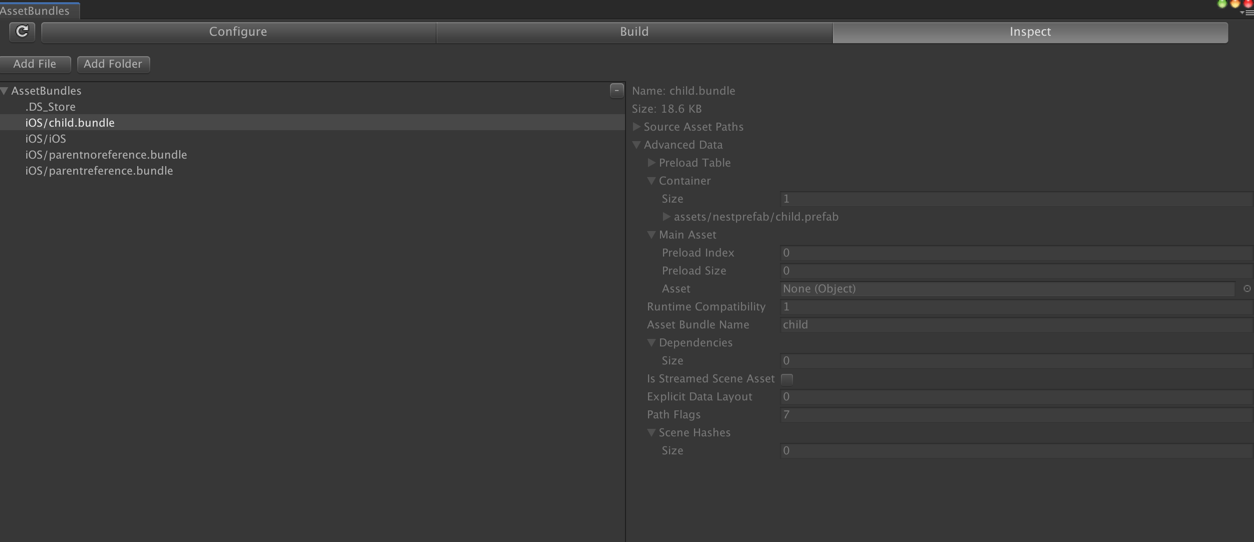 AssetBundles
Configure Build Inspect
Add File Add Folder
AssetBundles
.DS_Store
iOS/child.bundle
iOS/iOS
iOS/parentnoreference.bundle
iOS/parentreference.bundle
Name: child.bundle
Size: 18.6 KB
Source Asset Paths
Advanced Data
Preload Table
Container
Size 1
assets/nestprefab/child.prefab
Main Asset
Preload Index 0
Preload Size 0
Asset None (Object)
Runtime Compatibility 1
Asset Bundle Name child
Dependencies
Size 0
Is Streamed Scene Asset
Explicit Data Layout 0
Path Flags 7
Scene Hashes
Size 0